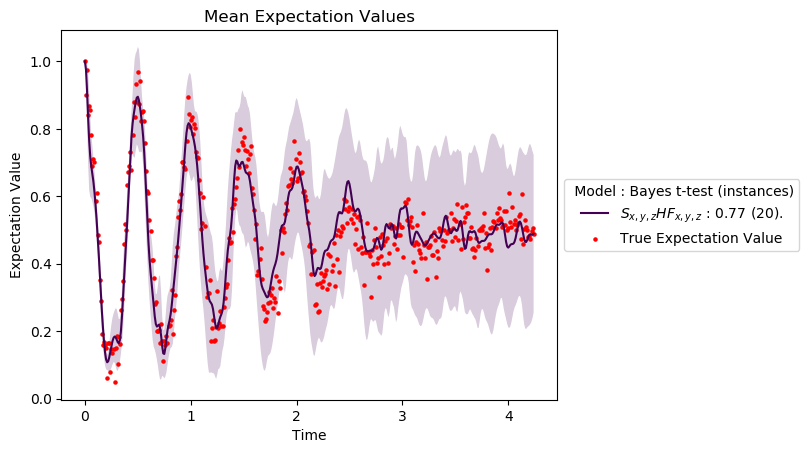 Mean Expectation Values
Expectation Value
1.0
0.8
0.6
0.4
0.2
0.0
0 1 2 3 4
Time
Model : Bayes t-test (instances)
$S_{x,y,z}HF_{x,y,z}$ : 0.77 (20).
True Expectation Value